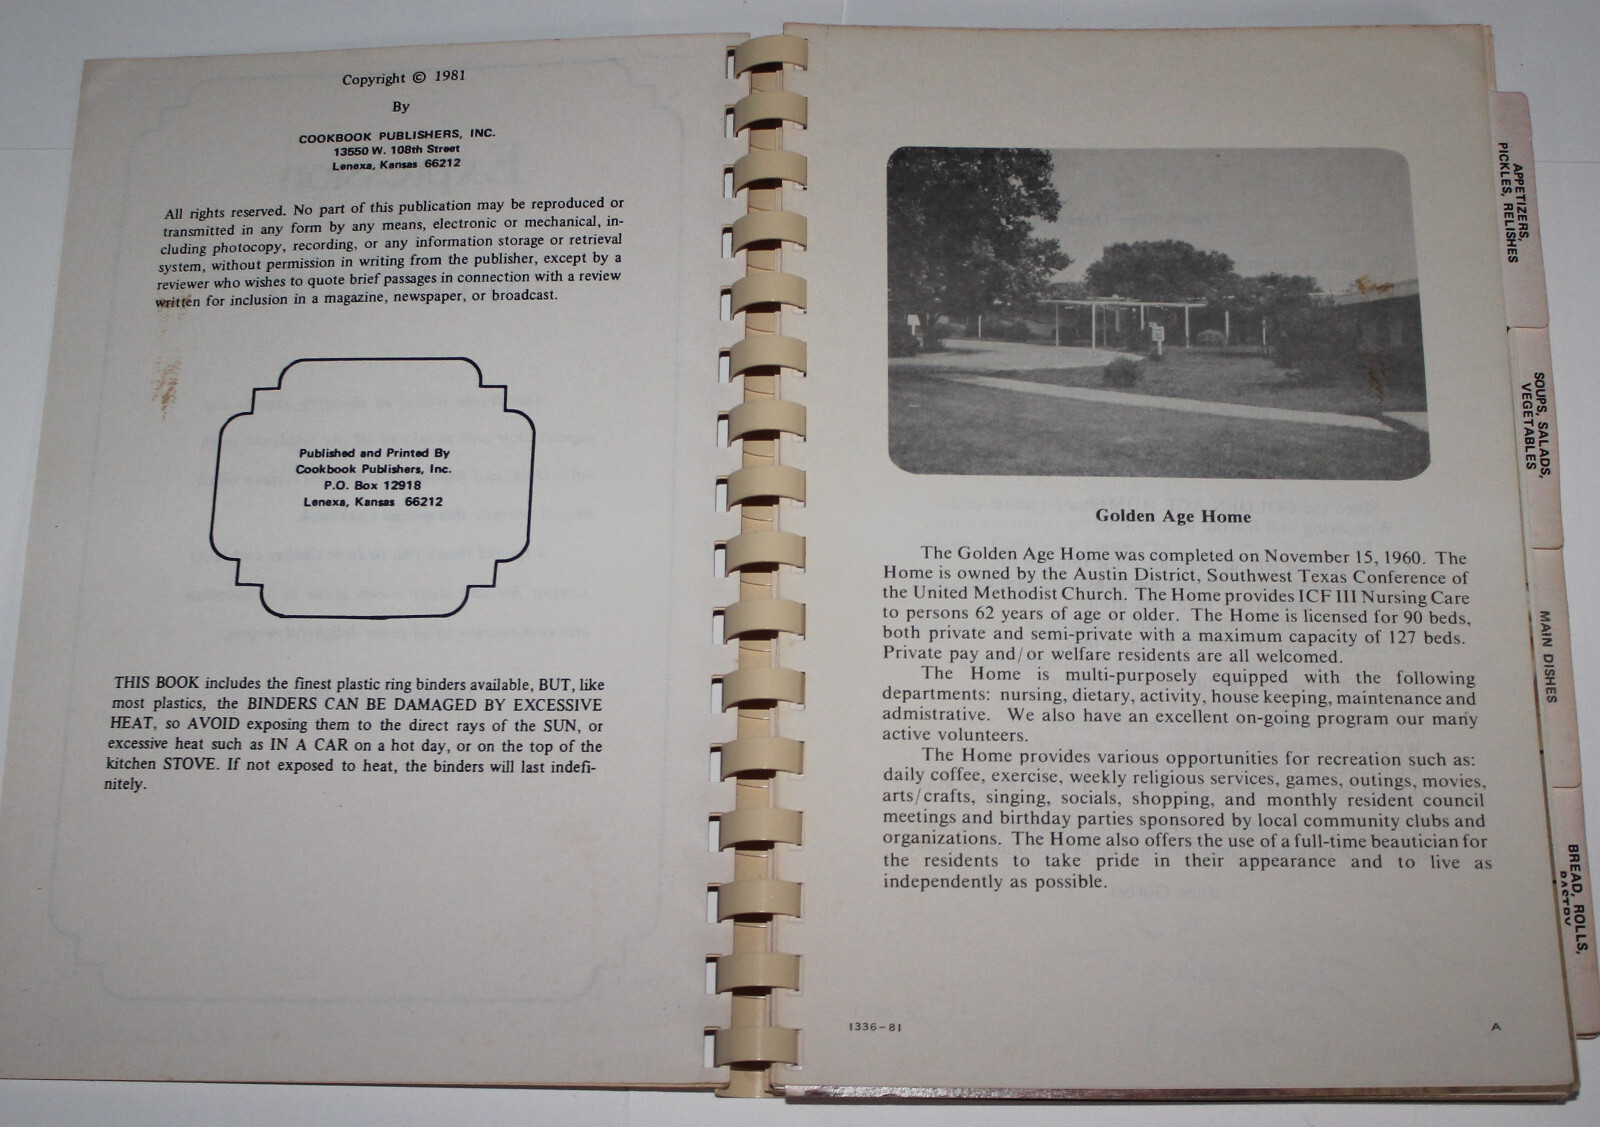 Copyright © 1981
By
COOKBOOK PUBLISHERS, INC.
13550 W. 108th Street
Lenexa, Kansas 66212
All rights reserved. No part of this publication may be reproduced or
transmitted in any form by any means, electronic or mechanical, in-
cluding photocopy, recording, or any information storage or retrieval
system, without permission in writing from the publisher, except by a
reviewer who wishes to quote brief passages in connection with a review
written for inclusion in a magazine, newspaper, or broadcast.
Published and Printed By
Cookbook Publishers, Inc.
P.O. Box 12918
Lenexa, Kansas 66212
THIS BOOK includes the finest plastic ring binders available, BUT, like
most plastics, the BINDERS CAN BE DAMAGED BY EXCESSIVE
HEAT, so AVOID exposing them to the direct rays of the SUN, or
excessive heat such as IN A CAR on a hot day, or on the top of the
kitchen STOVE. If not exposed to heat, the binders will last indefi-
nitely.
Golden Age Home
The Golden Age Home was completed on November 15, 1960. The
Home is owned by the Austin District, Southwest Texas Conference of
the United Methodist Church. The Home provides ICF III Nursing Care
to persons 62 years of age or older. The Home is licensed for 90 beds,
both private and semi-private with a maximum capacity of 127 beds.
Private pay and/or welfare residents are all welcomed.
The Home is multi-purposely equipped with the following
departments: nursing, dietary, activity, house keeping, maintenance and
admistrative. We also have an excellent on-going program our many
active volunteers.
The Home provides various opportunities for recreation such as:
daily coffee, exercise, weekly religious services, games, outings, movies,
arts/crafts, singing, socials, shopping, and monthly resident council
meetings and birthday parties sponsored by local community clubs and
organizations. The Home also offers the use of a full-time beautician for
the residents to take pride in their appearance and to live as
independently as possible.
1336-81
A
APPETIZERS,
PICKLES, RELISHES
SOUPS, SALADS,
VEGETABLES
MAIN DISHES
BREAD, ROLLS,
PASTRY